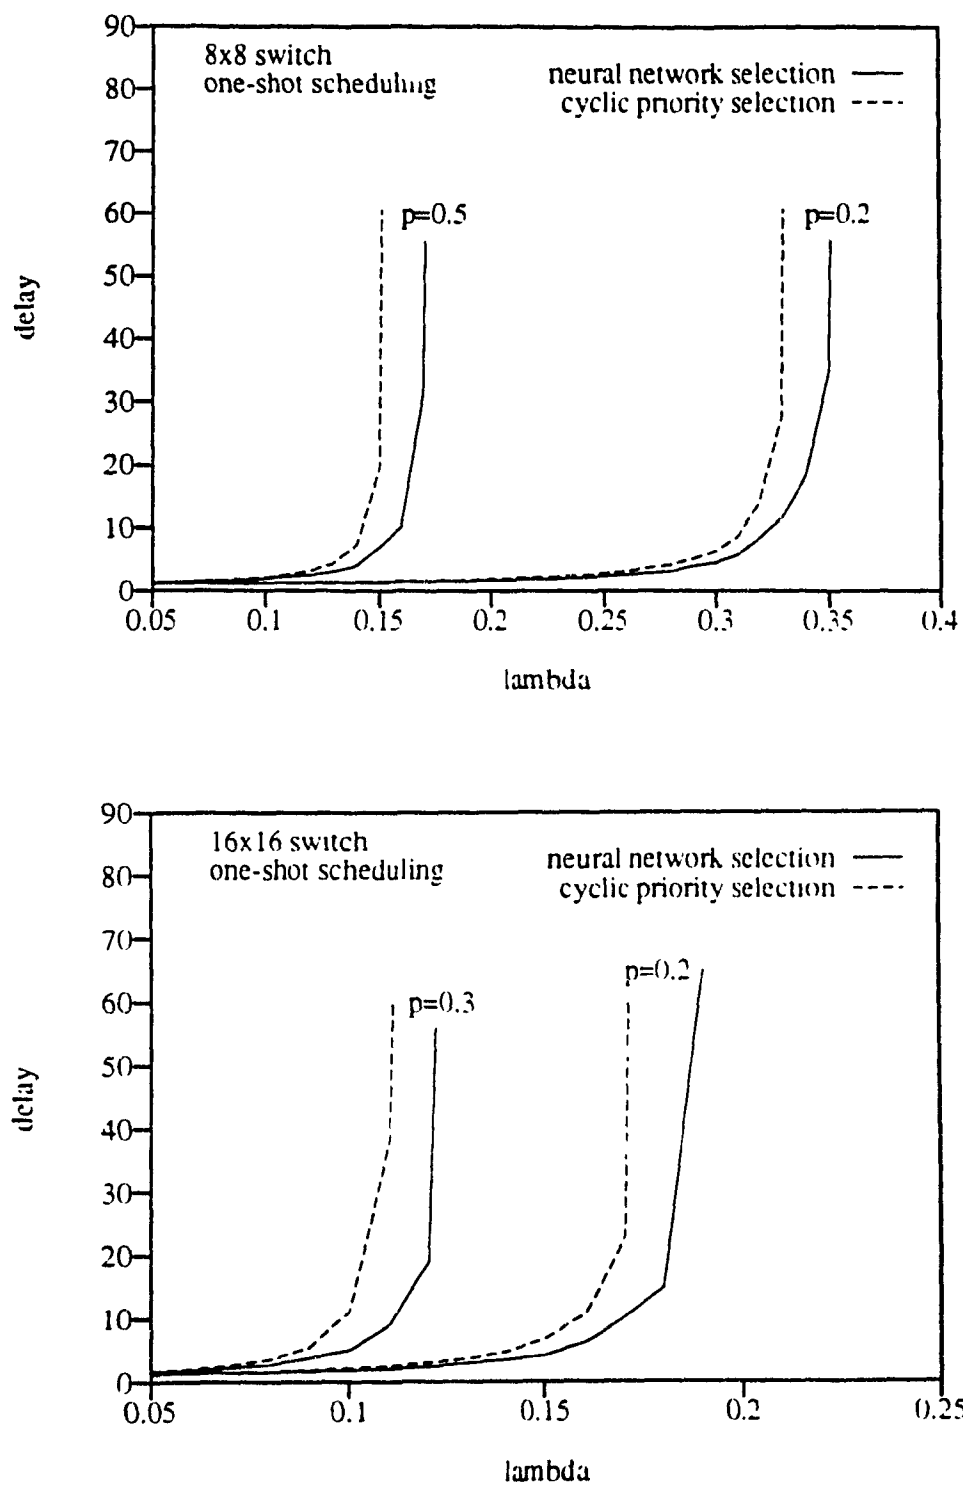 90
8x8 switch
one-shot scheduling
neural network selection
cyclic priority selection
80
70
60
p=0.5
p=0.2
50
delay
40
30
20
10
0
0.05 0.1 0.15 0.2 0.25 0.3 0.35 0.4
lambda
90
16x16 switch
one-shot scheduling
neural network selection
cyclic priority selection
80
70
p=0.2
60
p=0.3
50
delay
40
30
20
10
0
0.05 0.1 0.15 0.2 0.25
lambda